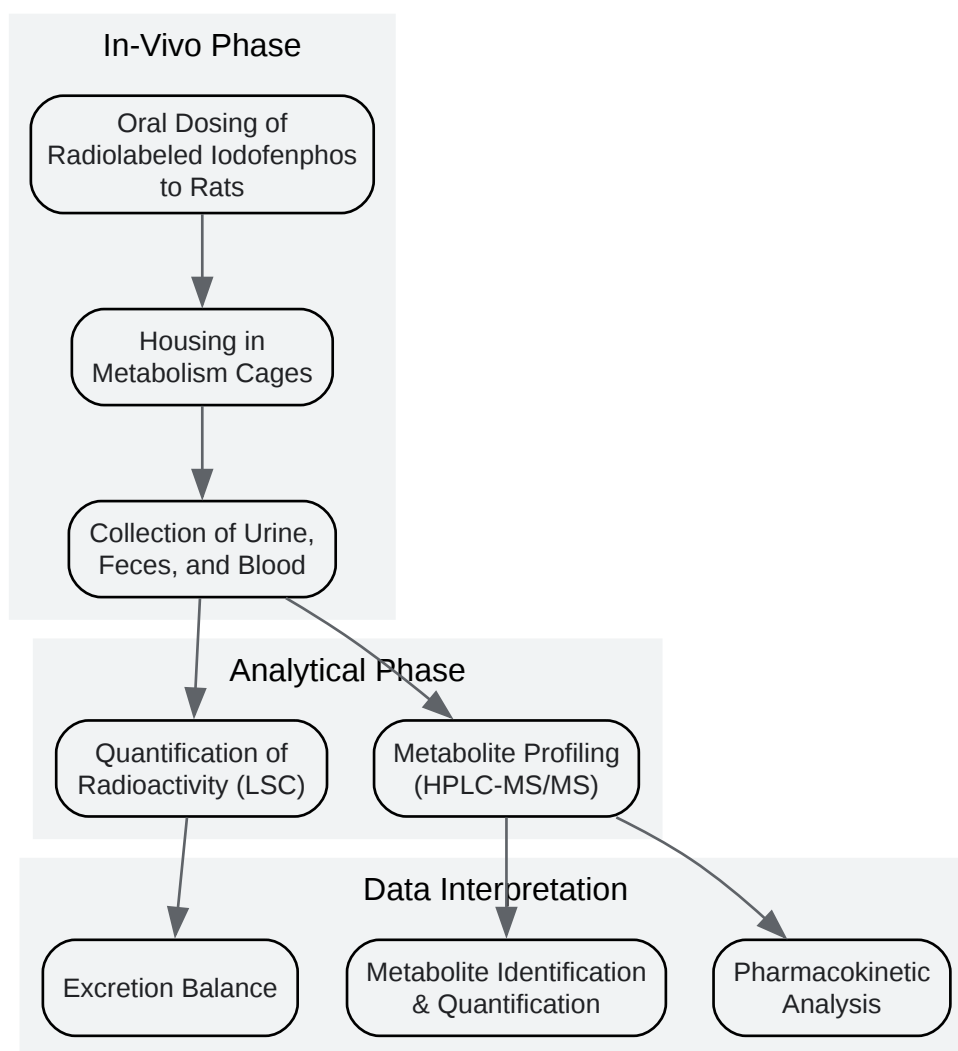 In-Vivo Phase
Oral Dosing of
Radiolabeled Iodofenphos
to Rats
Housing in
Metabolism Cages
Collection of Urine,
Feces, and Blood
Analytical Phase
Quantification of
Radioactivity (LSC)
Metabolite Profiling
(HPLC-MS/MS)
Data Interpretation
Excretion Balance
Metabolite Identification
& Quantification
Pharmacokinetic
Analysis